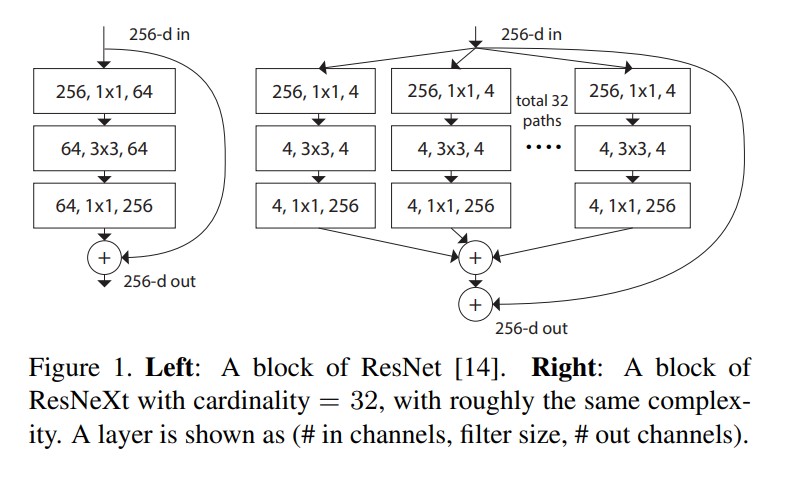 256-d in
256, 1x1, 64
64, 3x3, 64
64, 1x1, 256
+
256-d out
256-d in
256, 1x1, 4
256, 1x1, 4
total 32
paths
....
256, 1x1, 4
4, 3x3, 4
4, 3x3, 4
4, 3x3, 4
4, 1x1, 256
4, 1x1, 256
4, 1x1, 256
+
+
256-d out
Figure 1. Left: A block of ResNet [14]. Right: A block of
ResNeXt with cardinality = 32, with roughly the same complex-
ity. A layer is shown as (# in channels, filter size, # out channels).